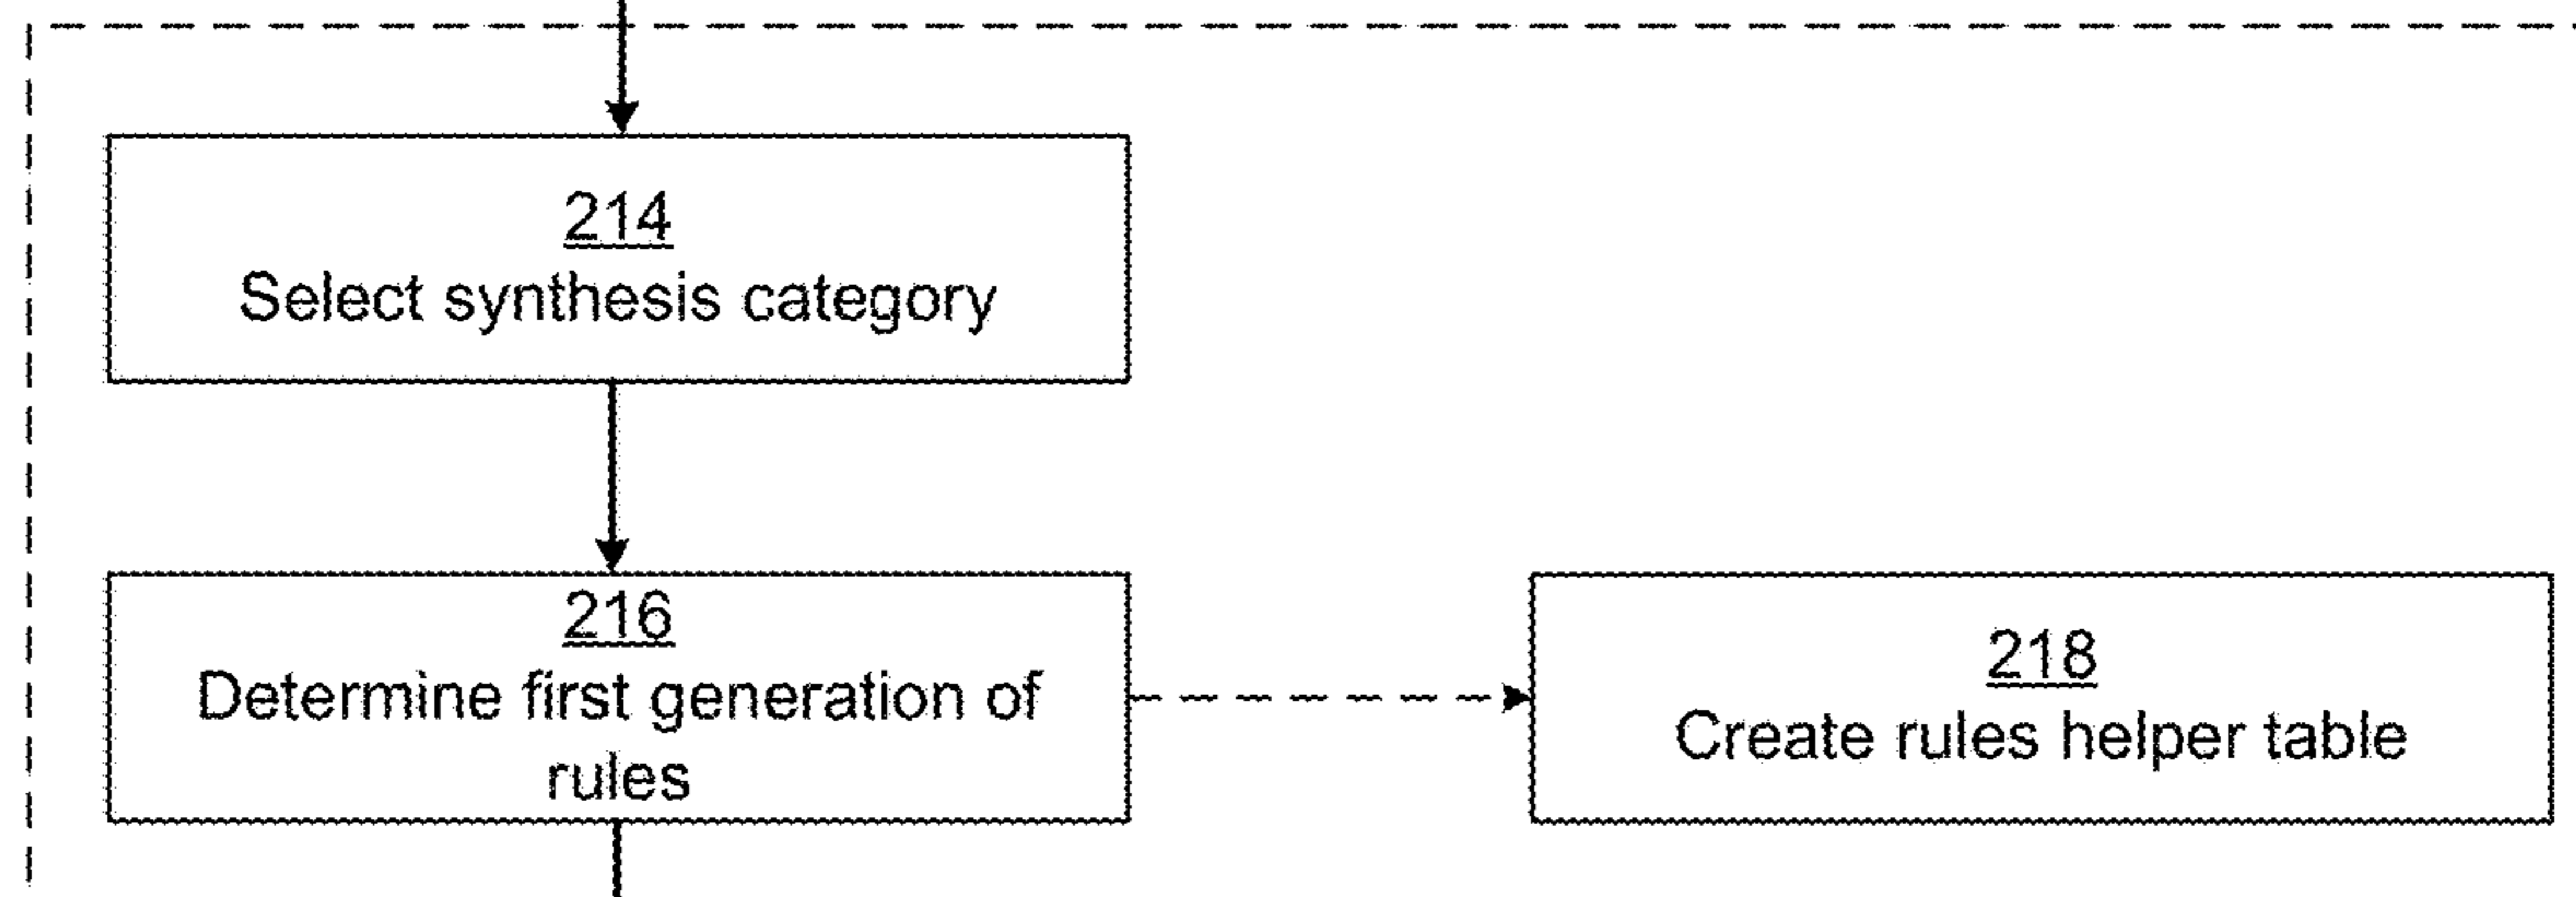 214
Select synthesis category
216
Determine first generation of
rules
218
Create rules helper table